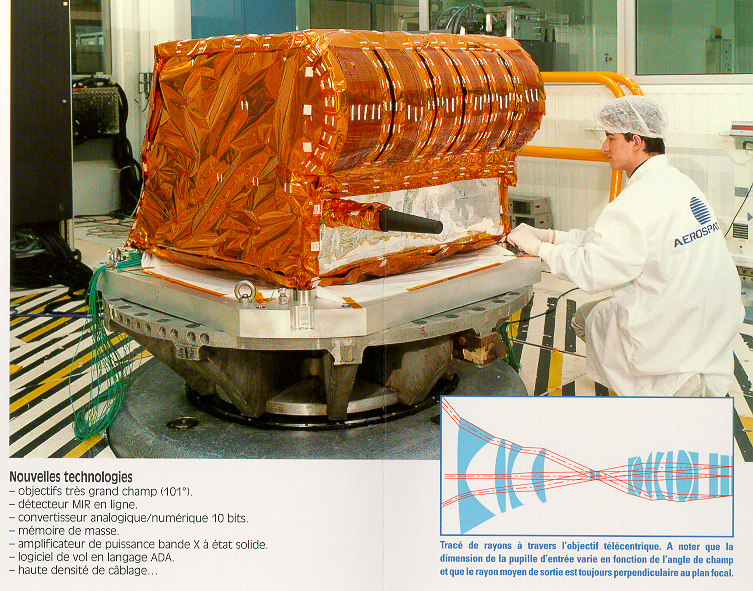 AEROSPAT
Nouvelles technologies
– objectifs très grand champ (101°).
– détecteur MIR en ligne.
– convertisseur analogique/numérique 10 bits.
– mémoire de masse.
– amplificateur de puissance bande X à état solide.
– logiciel de vol en langage ADA.
– haute densité de câblage...
Tracé de rayons à travers l'objectif télécentrique. A noter que la
dimension de la pupille d'entrée varie en fonction de l'angle de champ
et que le rayon moyen de sortie est toujours perpendiculaire au plan focal.